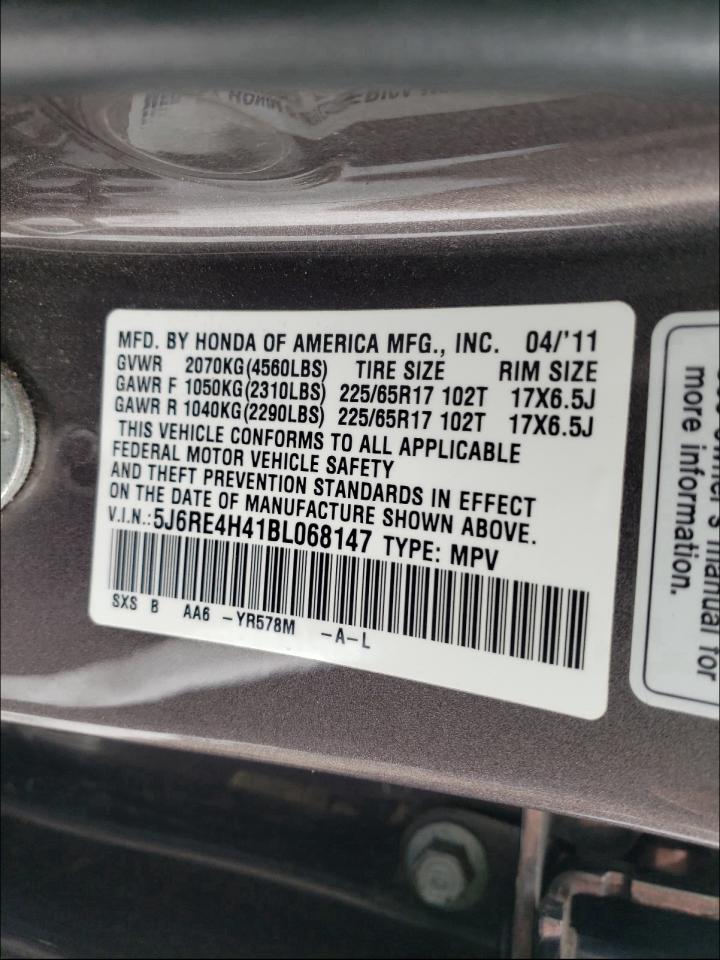 MFD. BY HONDA OF AMERICA MFG., INC. 04/'11
GVWR 2070KG(4560LBS) TIRE SIZE RIM SIZE
GAWR F 1050KG(2310LBS) 225/65R17 102T 17X6.5J
GAWR R 1040KG(2290LBS) 225/65R17 102T 17X6.5J
THIS VEHICLE CONFORMS TO ALL APPLICABLE
FEDERAL MOTOR VEHICLE SAFETY
AND THEFT PREVENTION STANDARDS IN EFFECT
ON THE DATE OF MANUFACTURE SHOWN ABOVE.
V.I.N.:5J6RE4H41BL068147 TYPE: MPV
SXS B AA6 -YR578M -A-L
manual for
more information.